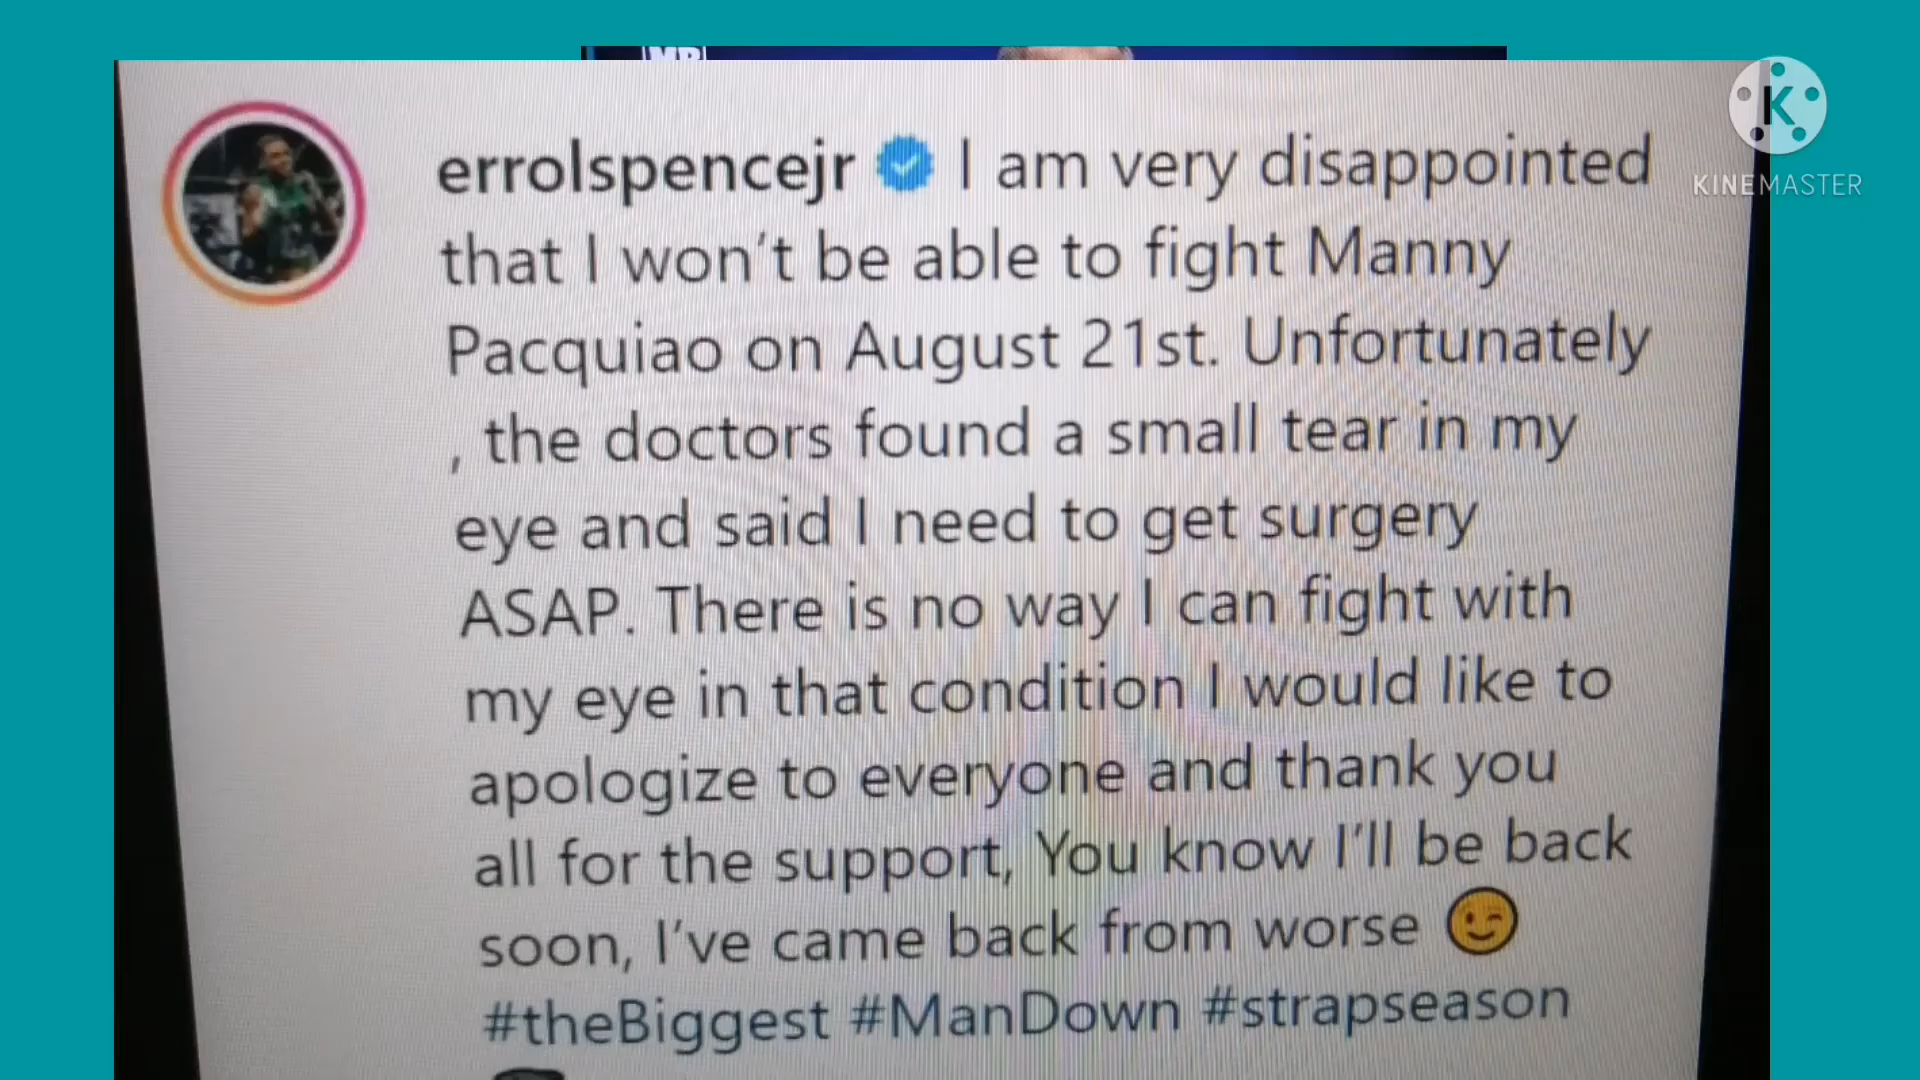 errolspencejr I am very disappointed
that I won't be able to fight Manny
Pacquiao on August 21st. Unfortunately
, the doctors found a small tear in my
eye and said I need to get surgery
ASAP. There is no way I can fight with
my eye in that condition I would like to
apologize to everyone and thank you
all for the support, You know I'll be back
soon, I've came back from worse 😉
#theBiggest #ManDown #strapseason
K
KINEMASTER